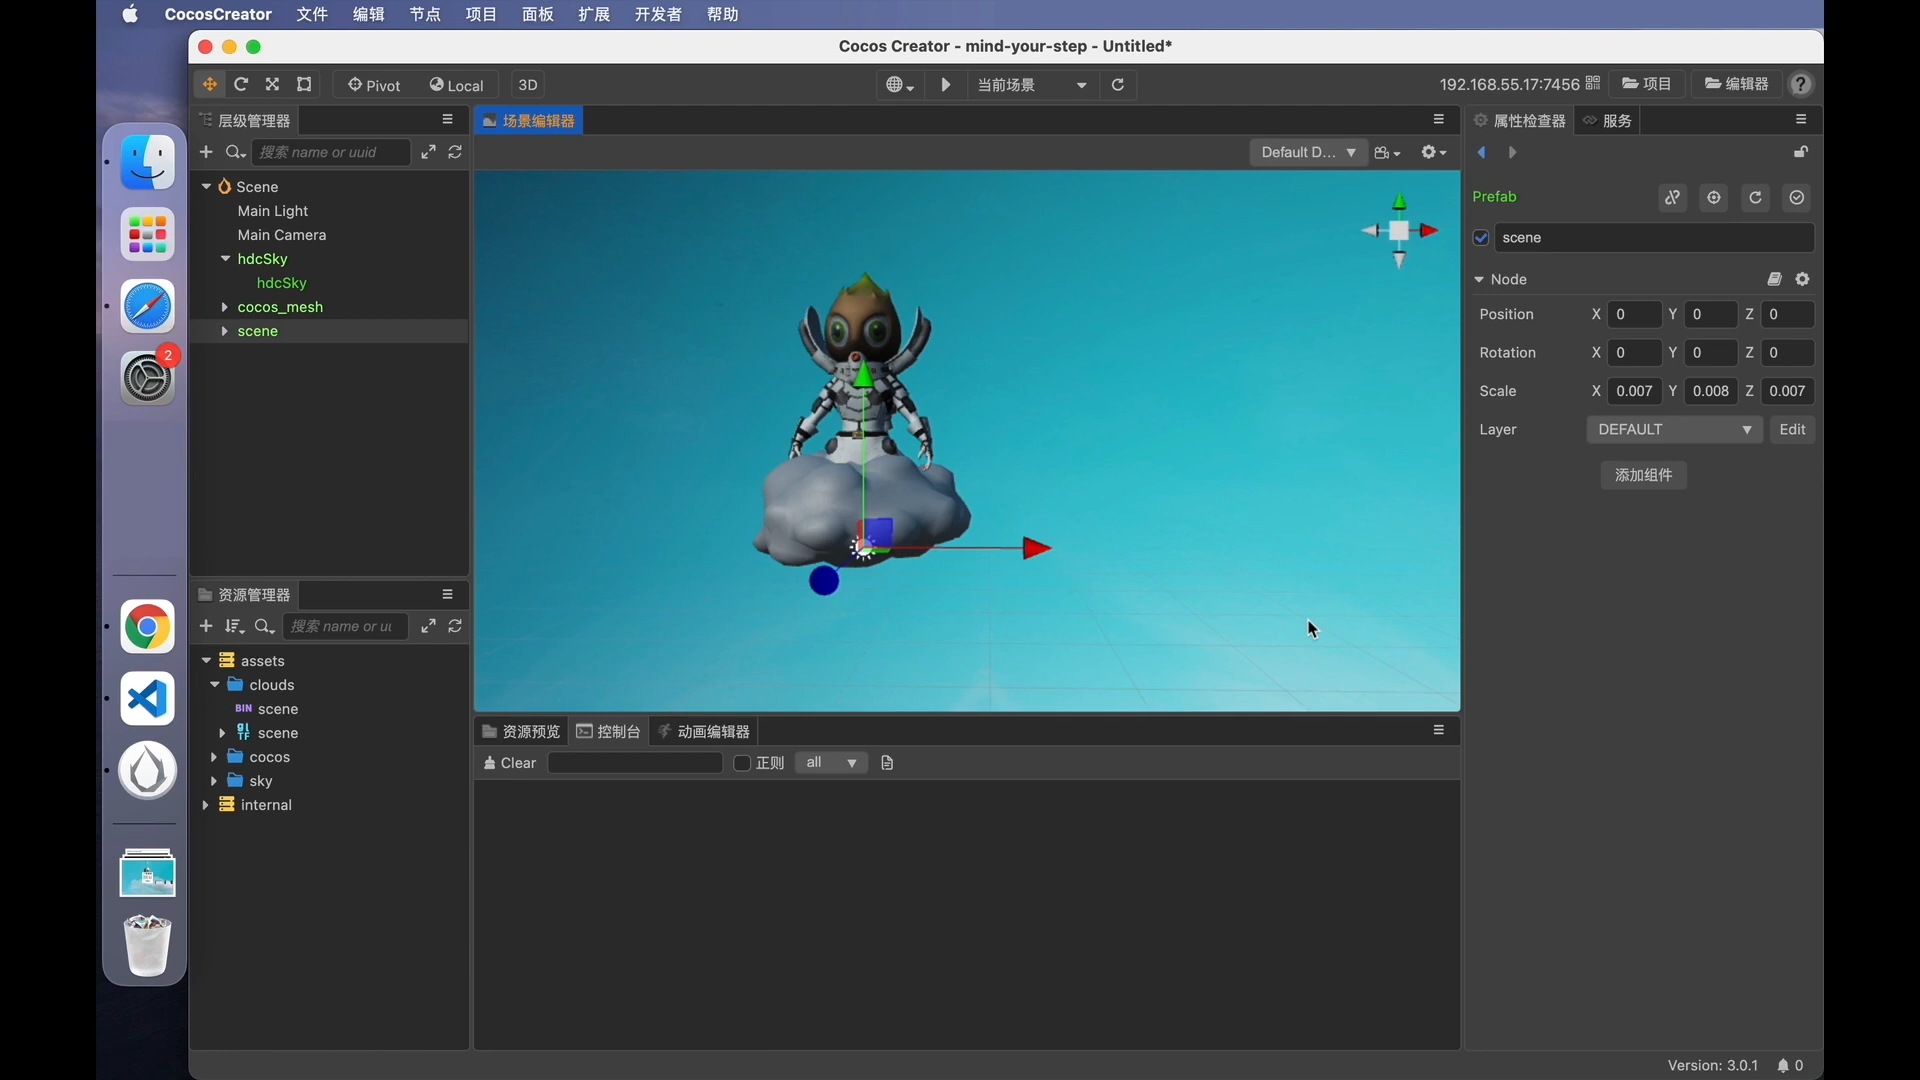 CocosCreator 文件 编辑 节点 项目 面板 扩展 开发者 帮助
Cocos Creator - mind-your-step - Untitled*
Pivot Local 3D 当前场景 192.168.55.17:7456 项目 编辑器 ?
层级管理器
搜索 name or uuid
Scene
Main Light
Main Camera
hdcSky
hdcSky
cocos_mesh
scene
资源管理器
搜索 name or uu
assets
clouds
BIN scene
scene
cocos
sky
internal
场景编辑器
Default D...
资源预览 控制台 动画编辑器
Clear 正则 all
属性检查器 服务
Prefab
scene
Node
Position X 0 Y 0 Z 0
Rotation X 0 Y 0 Z 0
Scale X 0.007 Y 0.008 Z 0.007
Layer DEFAULT Edit
添加组件
Version: 3.0.1 0
2